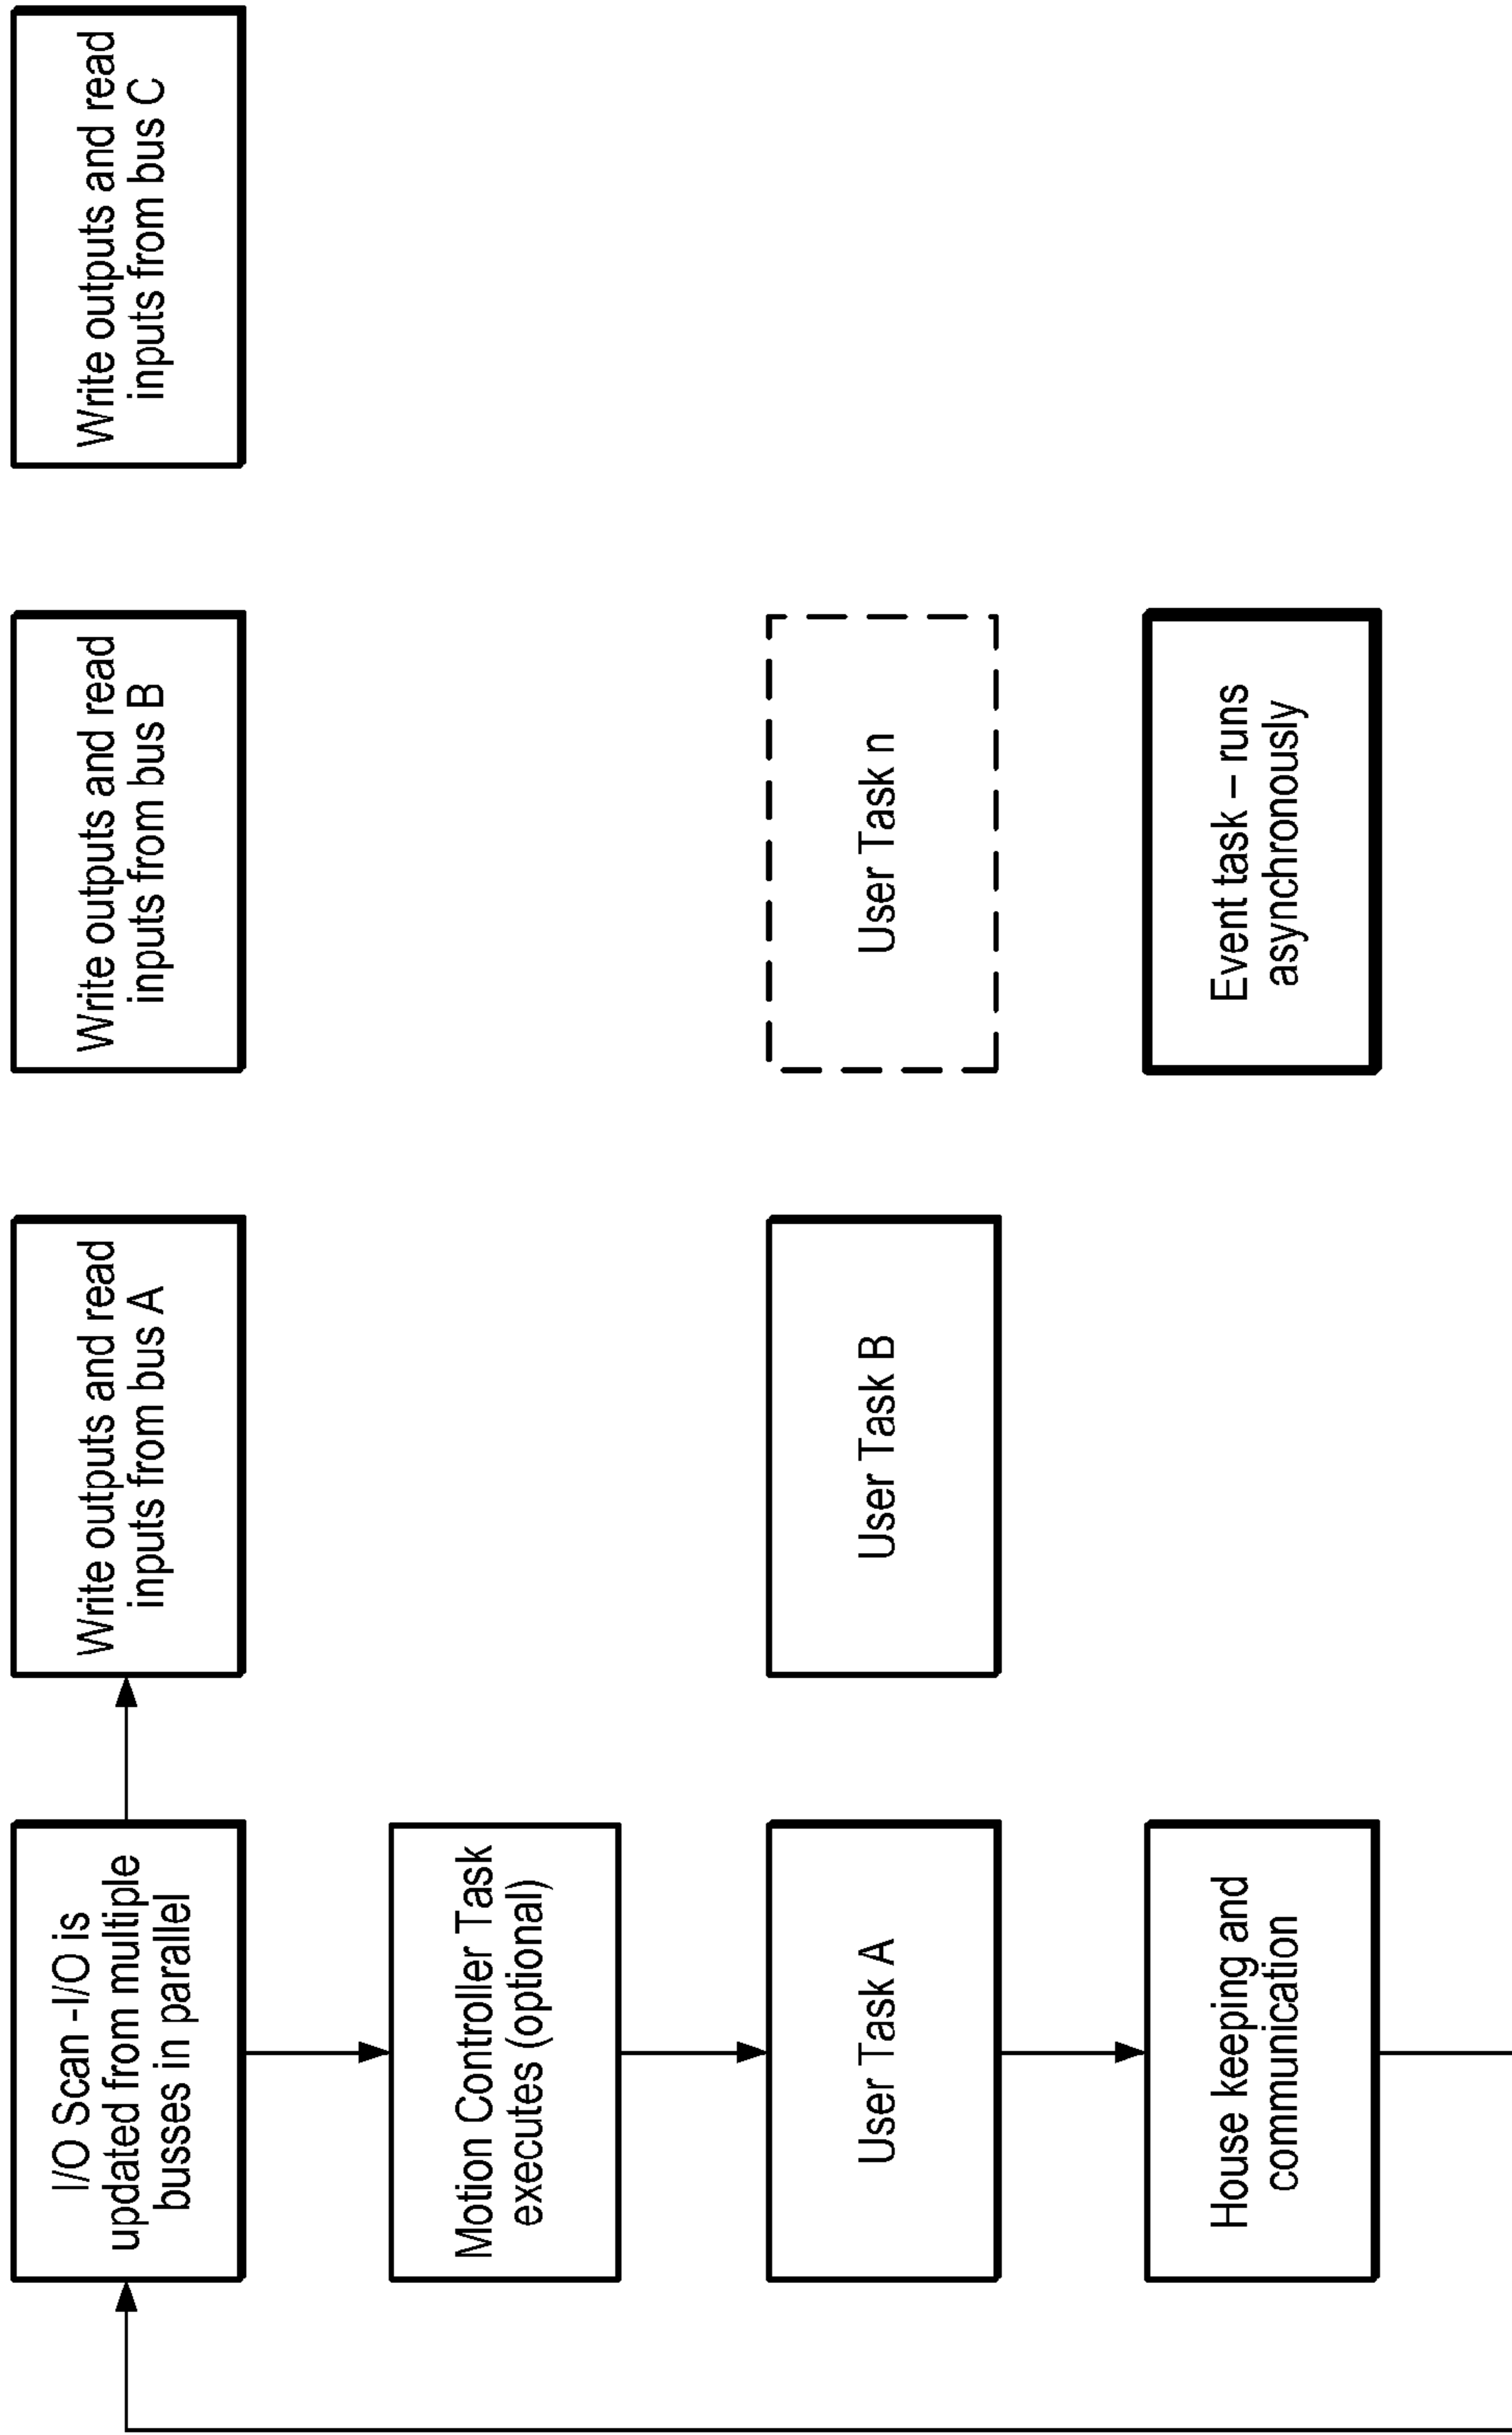 I/O Scan -I/O is
updated from multiple
busses in parallel
Write outputs and read
inputs from bus A
Write outputs and read
inputs from bus B
Write outputs and read
inputs from bus C
Motion Controller Task
executes (optional)
User Task A
User Task B
User Task n
House keeping and
communication
Event task – runs
asynchronously